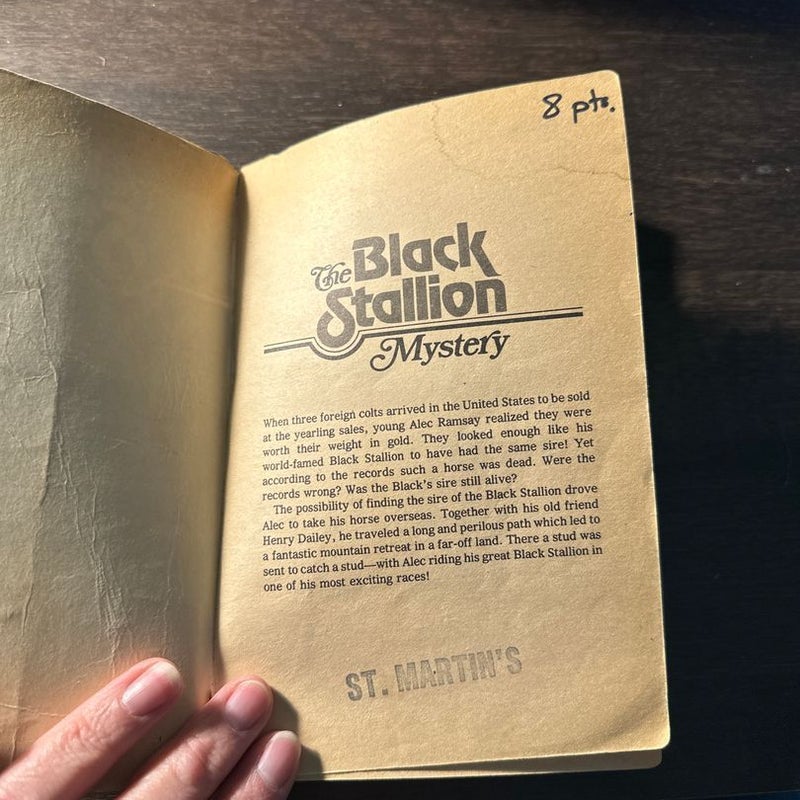 8 pts.
The Black
Stallion
Mystery
When three foreign colts arrived in the United States to be sold
at the yearling sales, young Alec Ramsay realized they were
worth their weight in gold. They looked enough like his
world-famed Black Stallion to have had the same sire! Yet
according to the records such a horse was dead. Were the
records wrong? Was the Black's sire still alive?
The possibility of finding the sire of the Black Stallion drove
Alec to take his horse overseas. Together with his old friend
Henry Dailey, he traveled a long and perilous path which led to
a fantastic mountain retreat in a far-off land. There a stud was
sent to catch a stud—with Alec riding his great Black Stallion in
one of his most exciting races!
ST. MARTIN'S